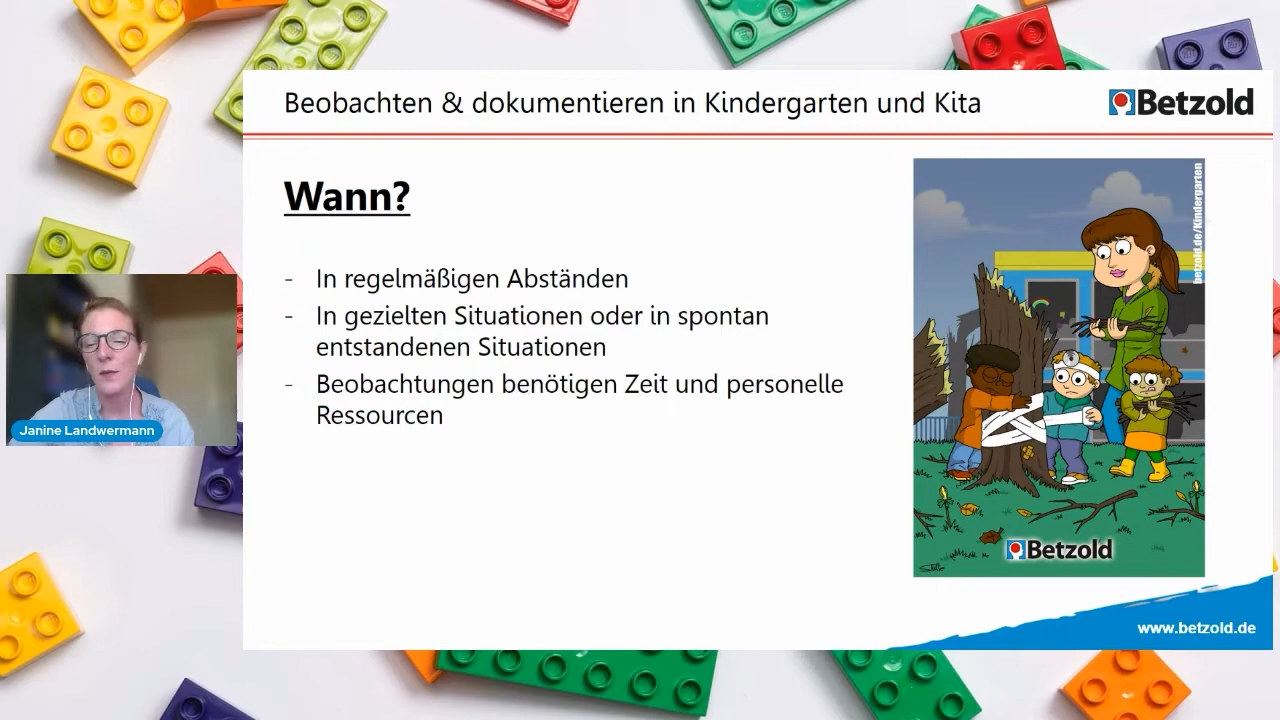 Beobachten & dokumentieren in Kindergarten und Kita
Betzold
Wann?
- In regelmäßigen Abständen
- In gezielten Situationen oder in spontan
entstandenen Situationen
- Beobachtungen benötigen Zeit und personelle
Ressourcen
betzold.de/Kindergarten
Janine Landwermann
Betzold
www.betzold.de